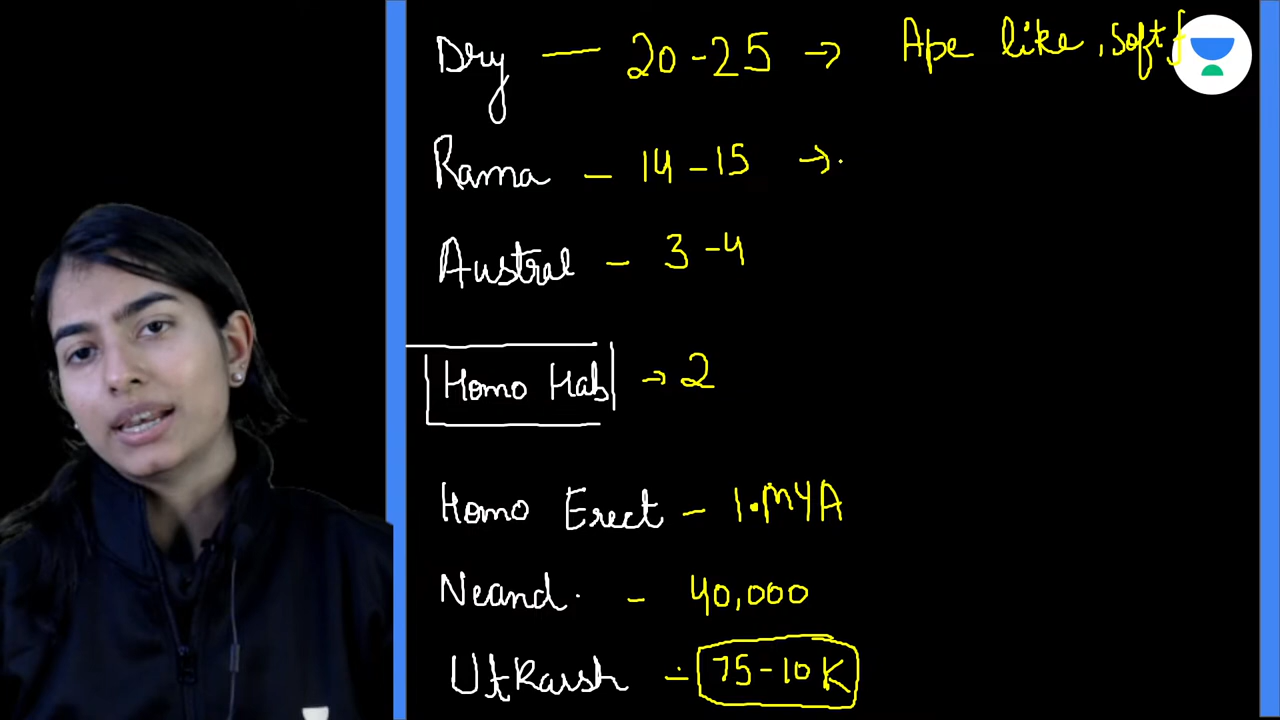 Dry — 20-25 → Ape like, Soft f
Rama - 14-15 →
Austral - 3-4
Homo Hab → 2
Homo Erect - 1.MYA
Neand. - 40,000
Utkarsh - 75-10K